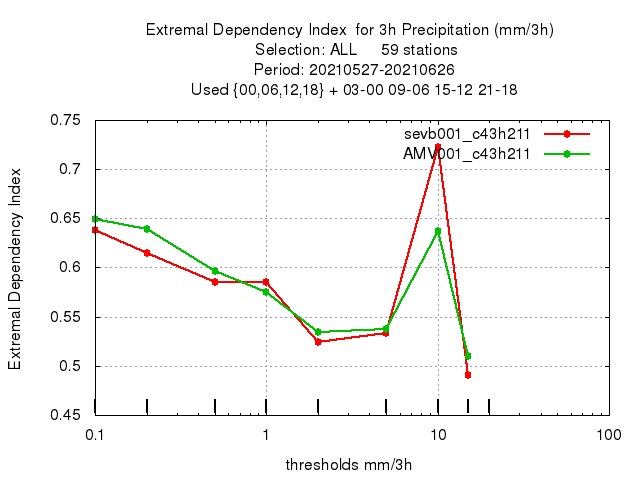 Extremal Dependency Index  for 3h Precipitation (mm/3h)
Selection: ALL     59 stations
Period: 20210527-20210626
Used {00,06,12,18} + 03-00 09-06 15-12 21-18
sevb001_c43h211
AMV001_c43h211
0.75
0.7
0.65
0.6
0.55
0.5
0.45
Extremal Dependency Index
0.1
1
10
100
thresholds mm/3h